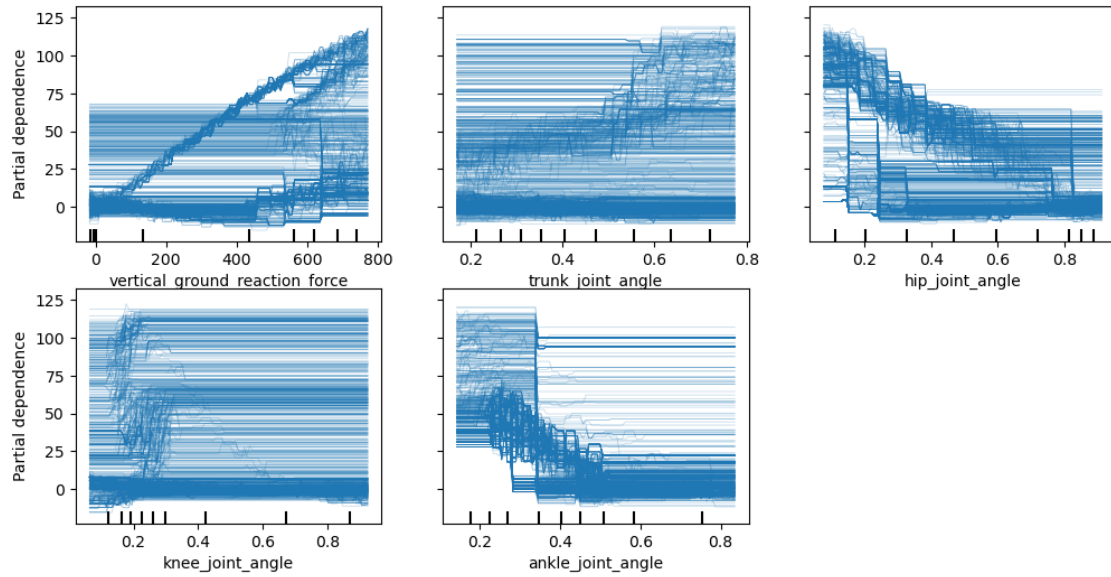 125
100
75
50
25
0
Partial dependence
0 200 400 600 800
vertical_ground_reaction_force
0.2 0.4 0.6 0.8
trunk_joint_angle
0.2 0.4 0.6 0.8
hip_joint_angle
125
100
75
50
25
0
Partial dependence
0.2 0.4 0.6 0.8
knee_joint_angle
0.2 0.4 0.6 0.8
ankle_joint_angle